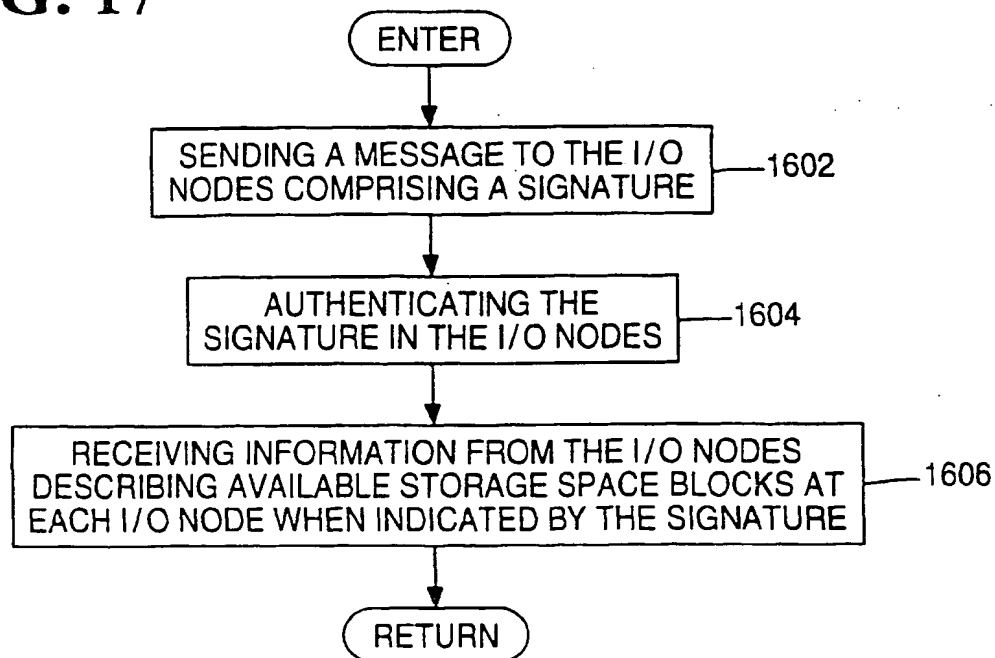 G. 17
ENTER
SENDING A MESSAGE TO THE I/O
NODES COMPRISING A SIGNATURE
1602
AUTHENTICATING THE
SIGNATURE IN THE I/O NODES
1604
RECEIVING INFORMATION FROM THE I/O NODES
DESCRIBING AVAILABLE STORAGE SPACE BLOCKS AT
EACH I/O NODE WHEN INDICATED BY THE SIGNATURE
1606
RETURN